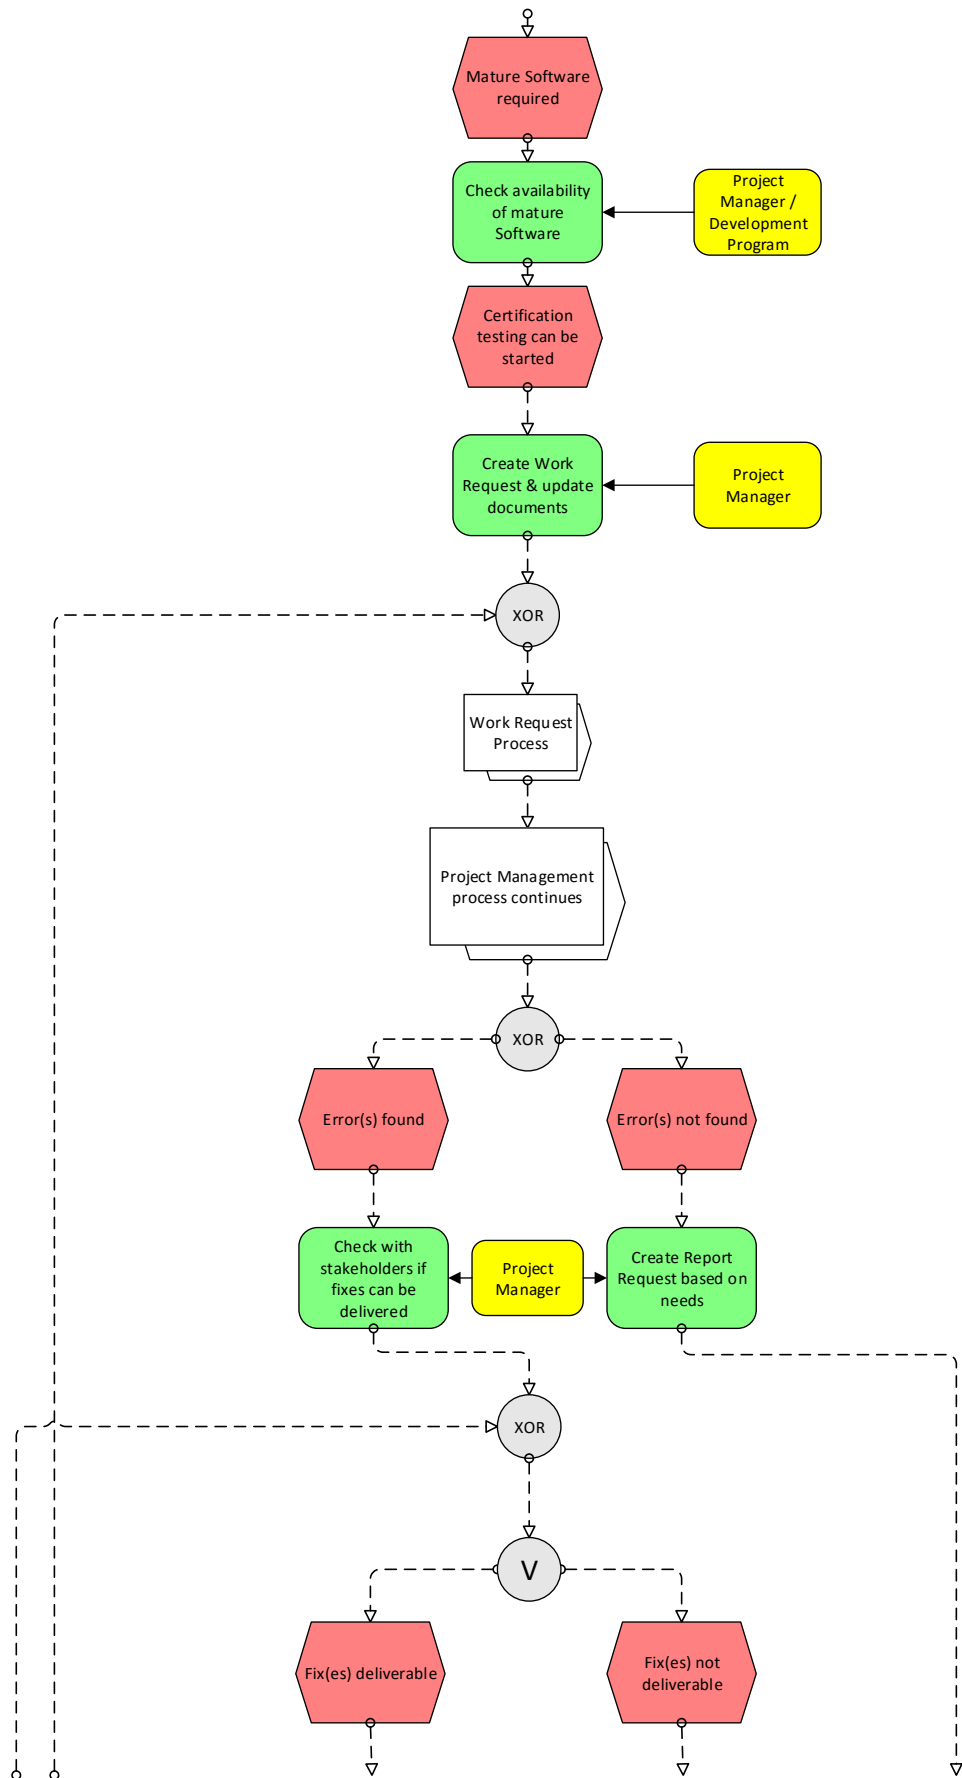 Mature Software
required
Check availability
of mature
Software
Project
Manager /
Development
Program
Certification
testing can be
started
Create Work
Request & update
documents
Project
Manager
XOR
Work Request
Process
Project Management
process continues
XOR
Error(s) found
Error(s) not found
Check with
stakeholders if
fixes can be
delivered
Project
Manager
Create Report
Request based on
needs
XOR
V
Fix(es) deliverable
Fix(es) not
deliverable